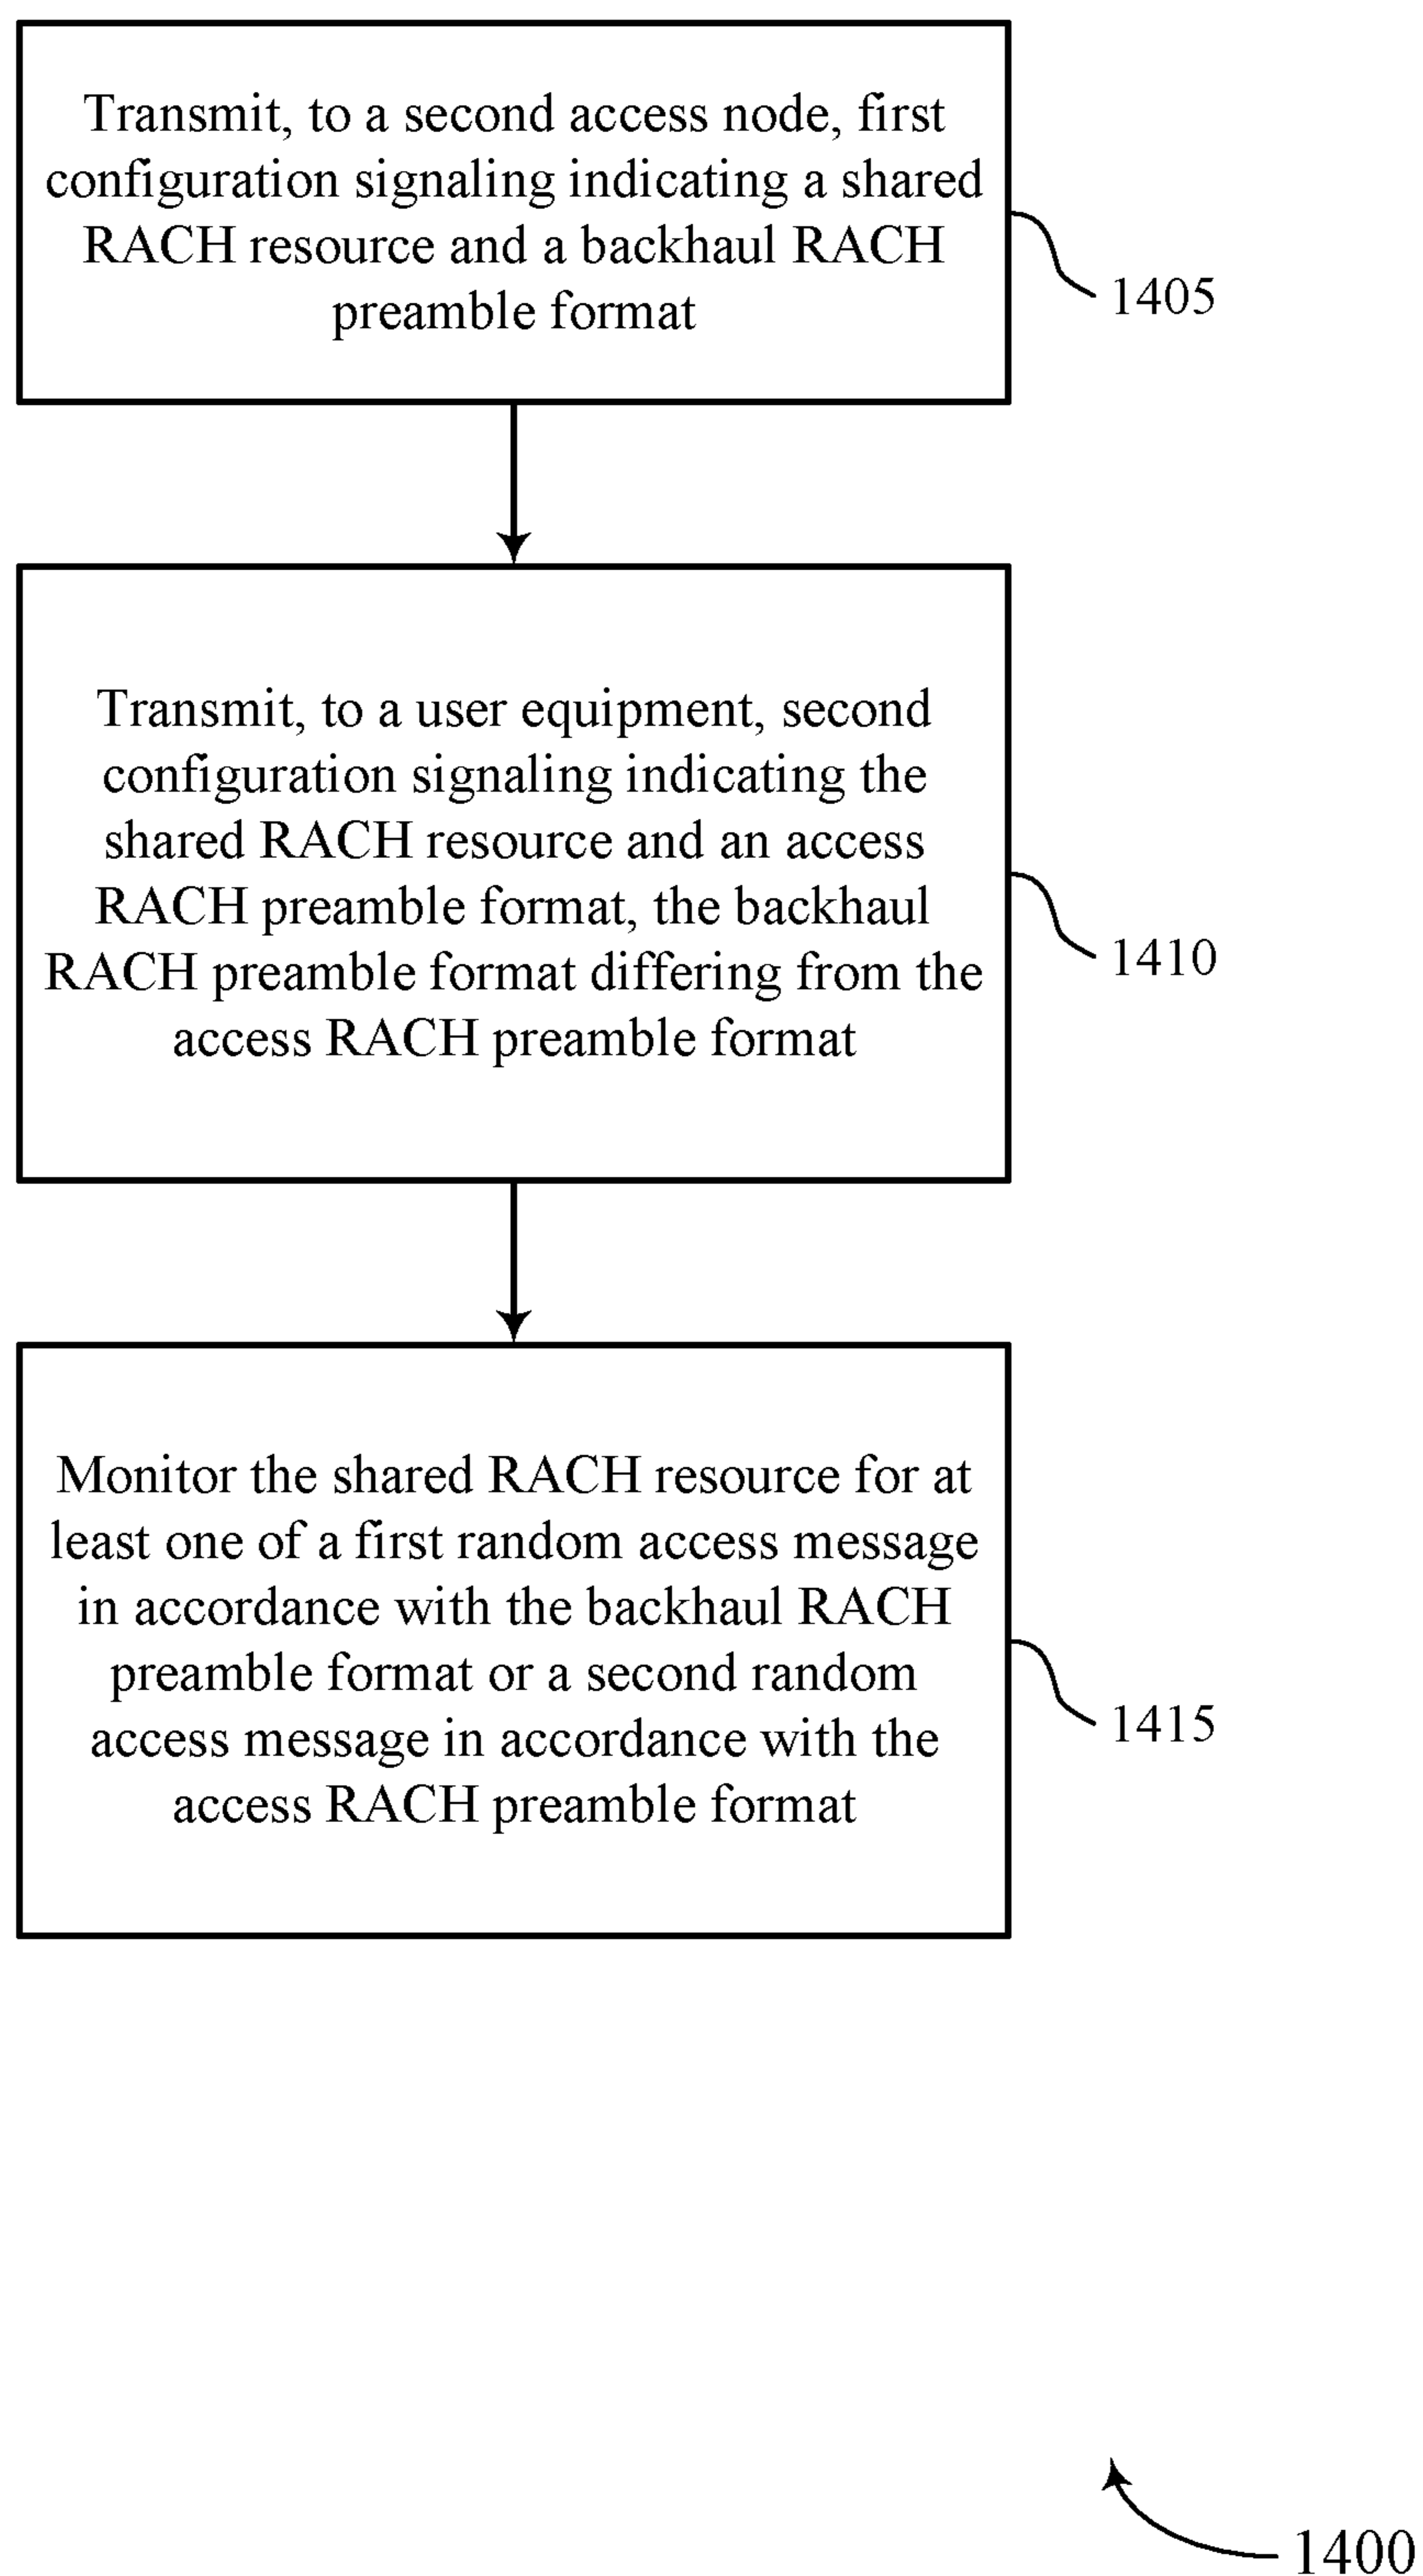 Transmit, to a second access node, first
configuration signaling indicating a shared
RACH resource and a backhaul RACH
preamble format
1405
Transmit, to a user equipment, second
configuration signaling indicating the
shared RACH resource and an access
RACH preamble format, the backhaul
RACH preamble format differing from the
access RACH preamble format
1410
Monitor the shared RACH resource for at
least one of a first random access message
in accordance with the backhaul RACH
preamble format or a second random
access message in accordance with the
access RACH preamble format
1415
1400